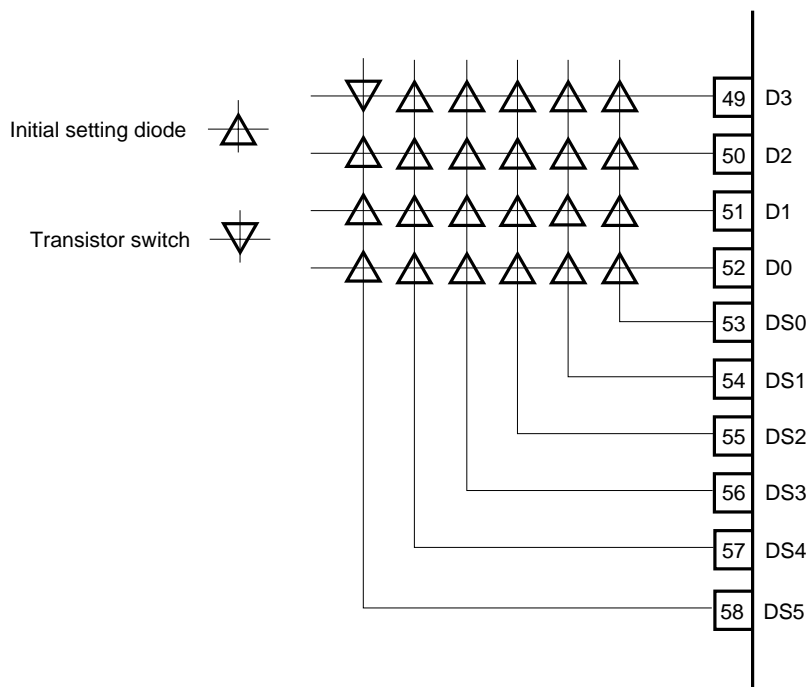 49 D3
Initial setting diode
50 D2
51 D1
Transistor switch
52 D0
53 DS0
54 DS1
55 DS2
56 DS3
57 DS4
58 DS5